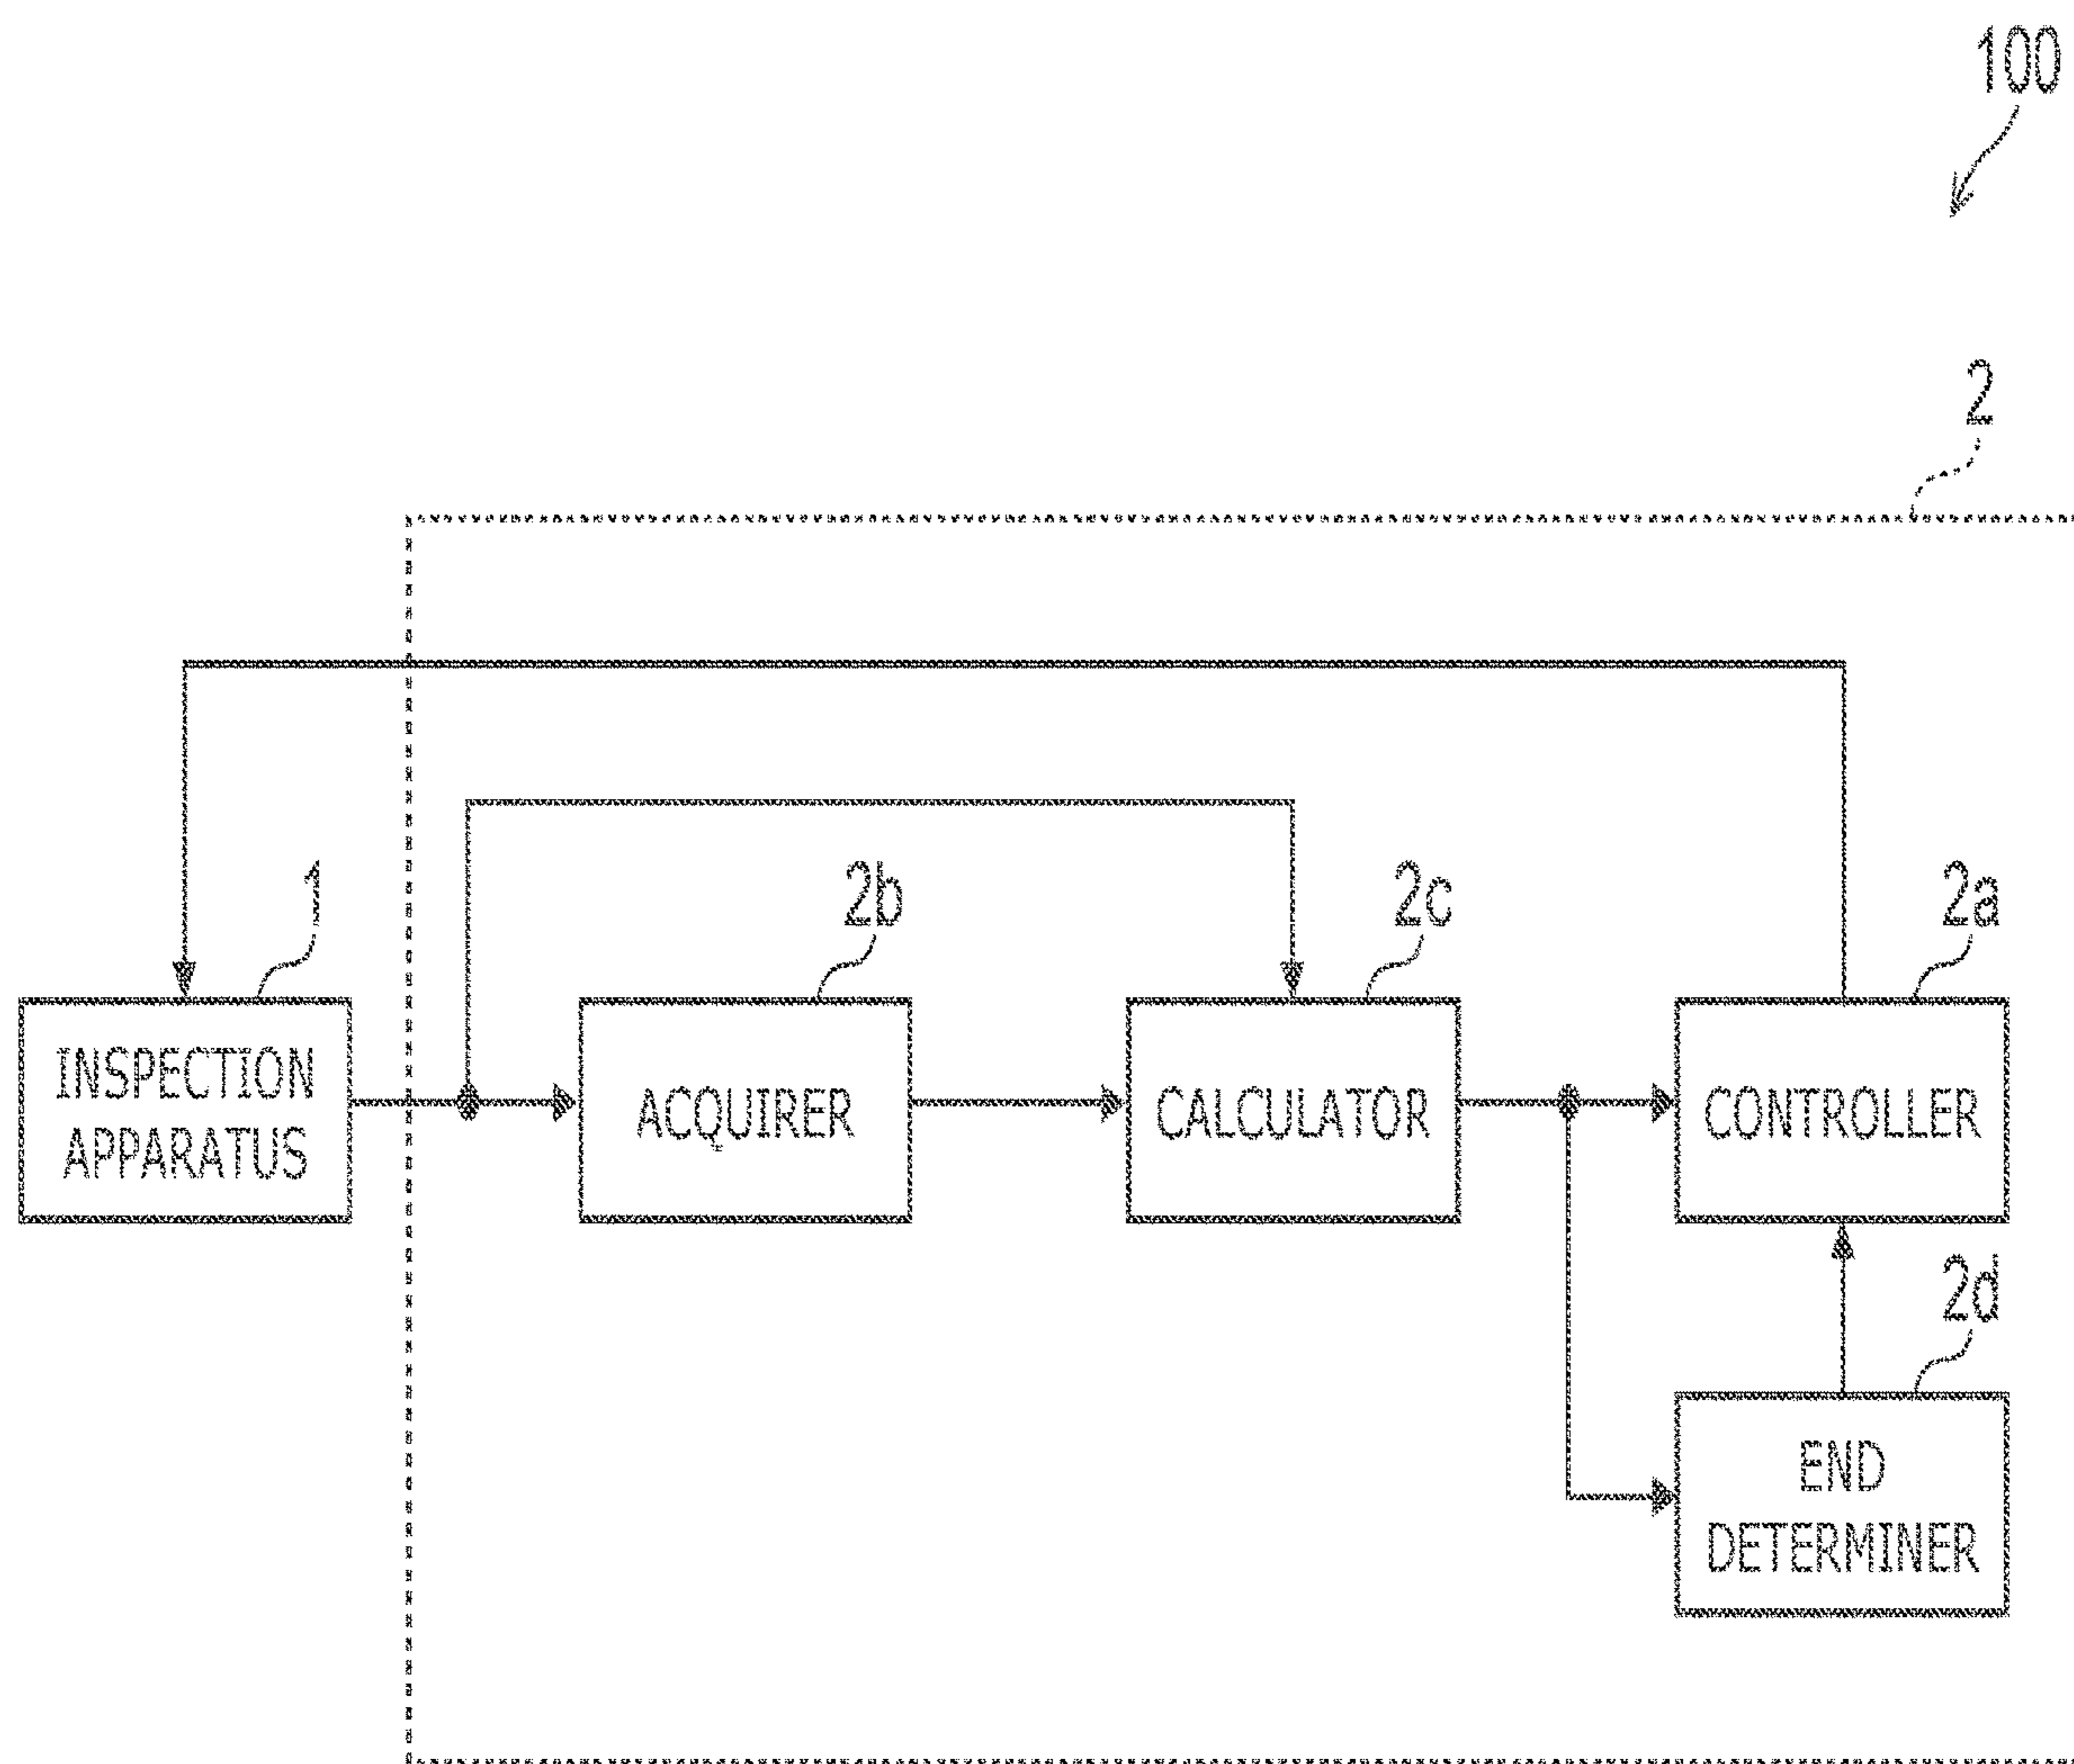 100
2
1
2b
2c
2a
INSPECTION
APPARATUS
ACQUIRER
CALCULATOR
CONTROLLER
2d
END
DETERMINER